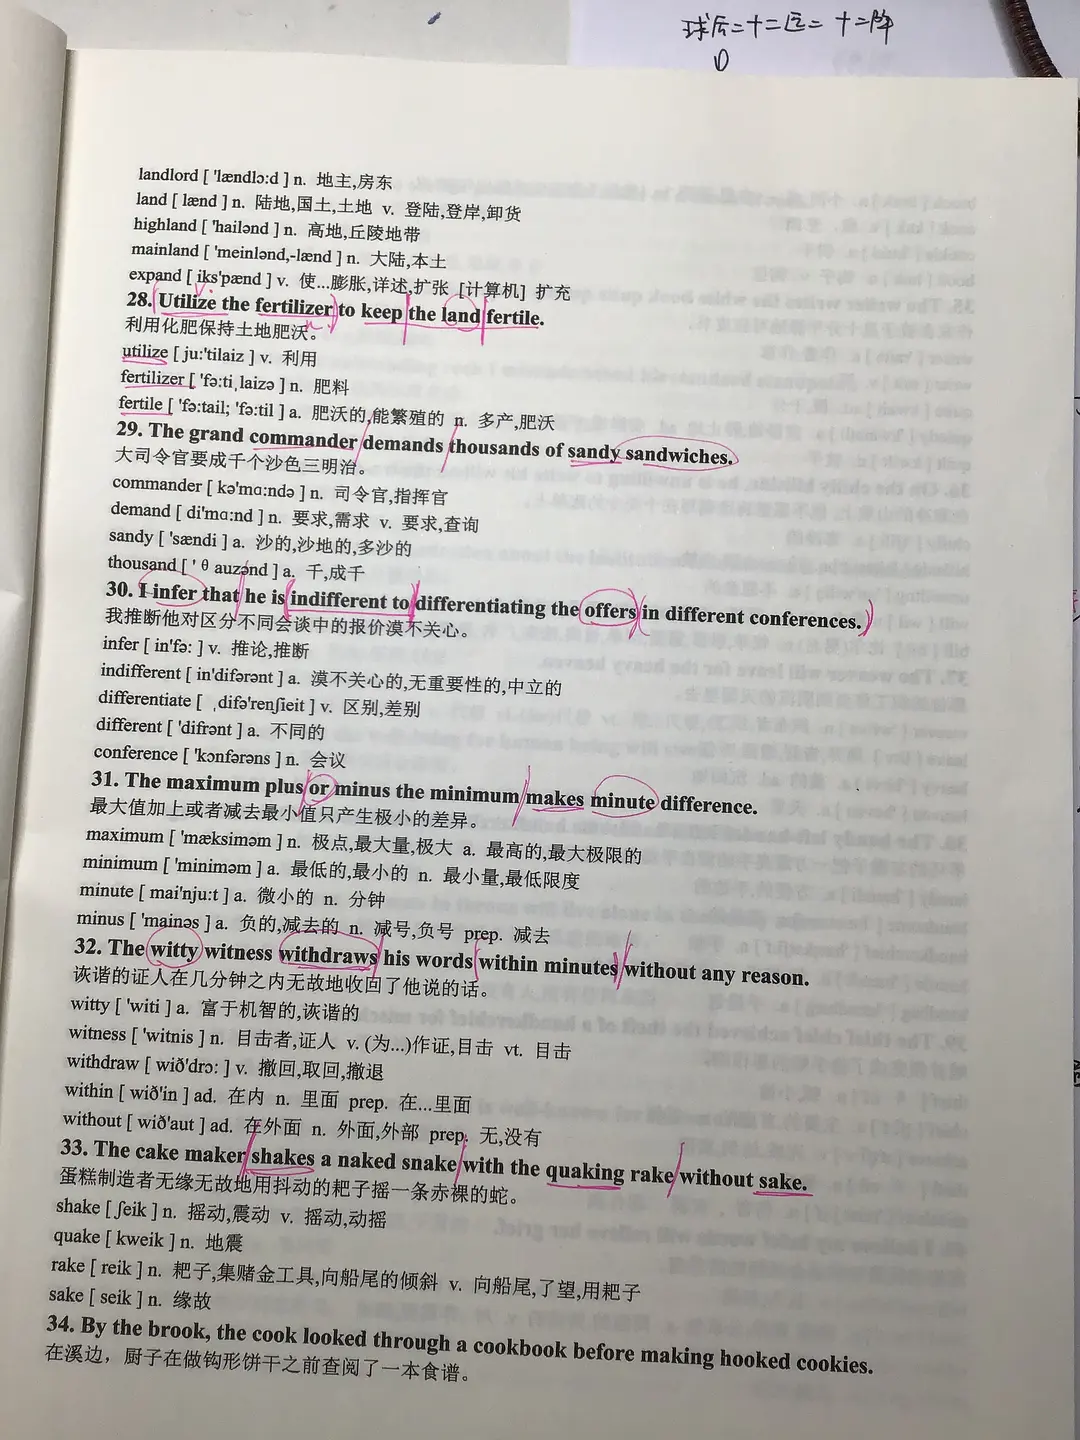 球后二十二运二 十二降
landlord [ 'lændlɔ:d ] n. 地主,房东
land [ lænd ] n. 陆地,国土,土地 v. 登陆,登岸,卸货
highland [ 'hailənd ] n. 高地,丘陵地带
mainland [ 'meinlənd,-lænd ] n. 大陆,本土
expand [ iks'pænd ] v. 使...膨胀,详述,扩张 [计算机] 扩充
v.
28. Utilize the fertilizer to keep the land fertile.
n.
利用化肥保持土地肥沃。
utilize [ ju:'tilaiz ] v. 利用
fertilizer [ 'fə:ti,laizə ] n. 肥料
fertile [ 'fə:tail; 'fə:til ] a. 肥沃的,能繁殖的 n. 多产,肥沃
29. The grand commander demands thousands of sandy sandwiches.
大司令官要成千个沙色三明治。
commander [ kə'mɑ:ndə ] n. 司令官,指挥官
demand [ di'mɑ:nd ] n. 要求,需求 v. 要求,查询
sandy [ 'sændi ] a. 沙的,沙地的,多沙的
thousand [ ' θ auzənd ] a. 千,成千
30. I infer that he is indifferent to differentiating the offers in different conferences.
我推断他对区分不同会谈中的报价漠不关心。
infer [ in'fə: ] v. 推论,推断
indifferent [ in'difərənt ] a. 漠不关心的,无重要性的,中立的
differentiate [ ,difə'renʃieit ] v. 区别,差别
different [ 'difrənt ] a. 不同的
conference [ 'kɔnfərəns ] n. 会议
31. The maximum plus or minus the minimum makes minute difference.
最大值加上或者减去最小值只产生极小的差异。
maximum [ 'mæksiməm ] n. 极点,最大量,极大 a. 最高的,最大极限的
minimum [ 'miniməm ] a. 最低的,最小的 n. 最小量,最低限度
minute [ mai'nju:t ] a. 微小的 n. 分钟
minus [ 'mainəs ] a. 负的,减去的 n. 减号,负号 prep. 减去
32. The witty witness withdraws his words within minutes without any reason.
诙谐的证人在几分钟之内无故地收回了他说的话。
witty [ 'witi ] a. 富于机智的,诙谐的
witness [ 'witnis ] n. 目击者,证人 v. (为...)作证,目击 vt. 目击
withdraw [ wið'drɔ: ] v. 撤回,取回,撤退
within [ wið'in ] ad. 在内 n. 里面 prep. 在...里面
without [ wið'aut ] ad. 在外面 n. 外面,外部 prep. 无,没有
33. The cake maker shakes a naked snake with the quaking rake without sake.
蛋糕制造者无缘无故地用抖动的耙子摇一条赤裸的蛇。
shake [ ʃeik ] n. 摇动,震动 v. 摇动,动摇
quake [ kweik ] n. 地震
rake [ reik ] n. 耙子,集赌金工具,向船尾的倾斜 v. 向船尾,了望,用耙子
sake [ seik ] n. 缘故
34. By the brook, the cook looked through a cookbook before making hooked cookies.
在溪边，厨子在做钩形饼干之前查阅了一本食谱。